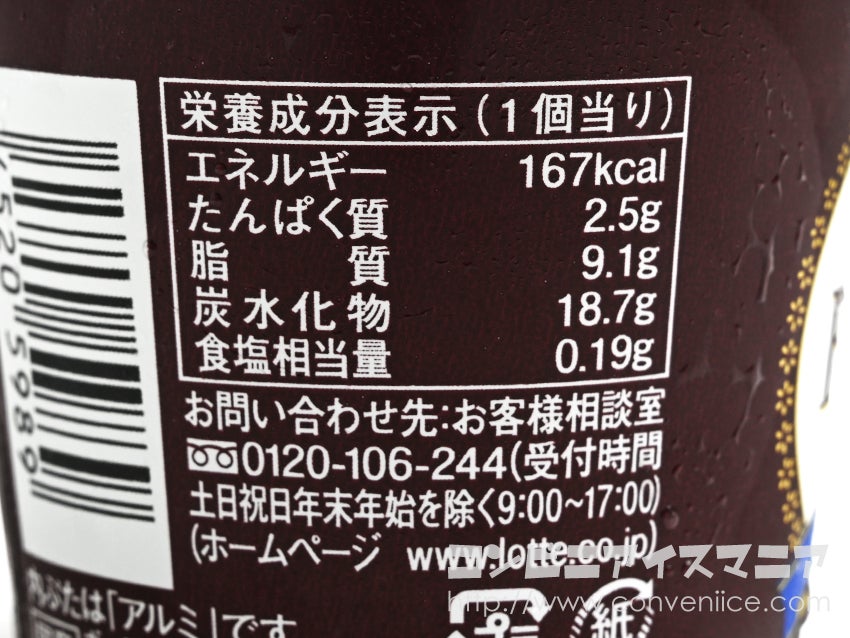 栄養成分表示(1個当り)
エネルギー 167kcal
たんぱく質 2.5g
脂質 9.1g
炭水化物 18.7g
食塩相当量 0.19g
お問い合わせ先:お客様相談室
0120-106-244(受付時間
土日祝日年末年始を除く9:00~17:00)
(ホームページ www.lotte.co.jp)
内ぶたは「アルミ」です
プ
紙
520 5989
コンビニアイスマニア
http://www.conveniice.com/